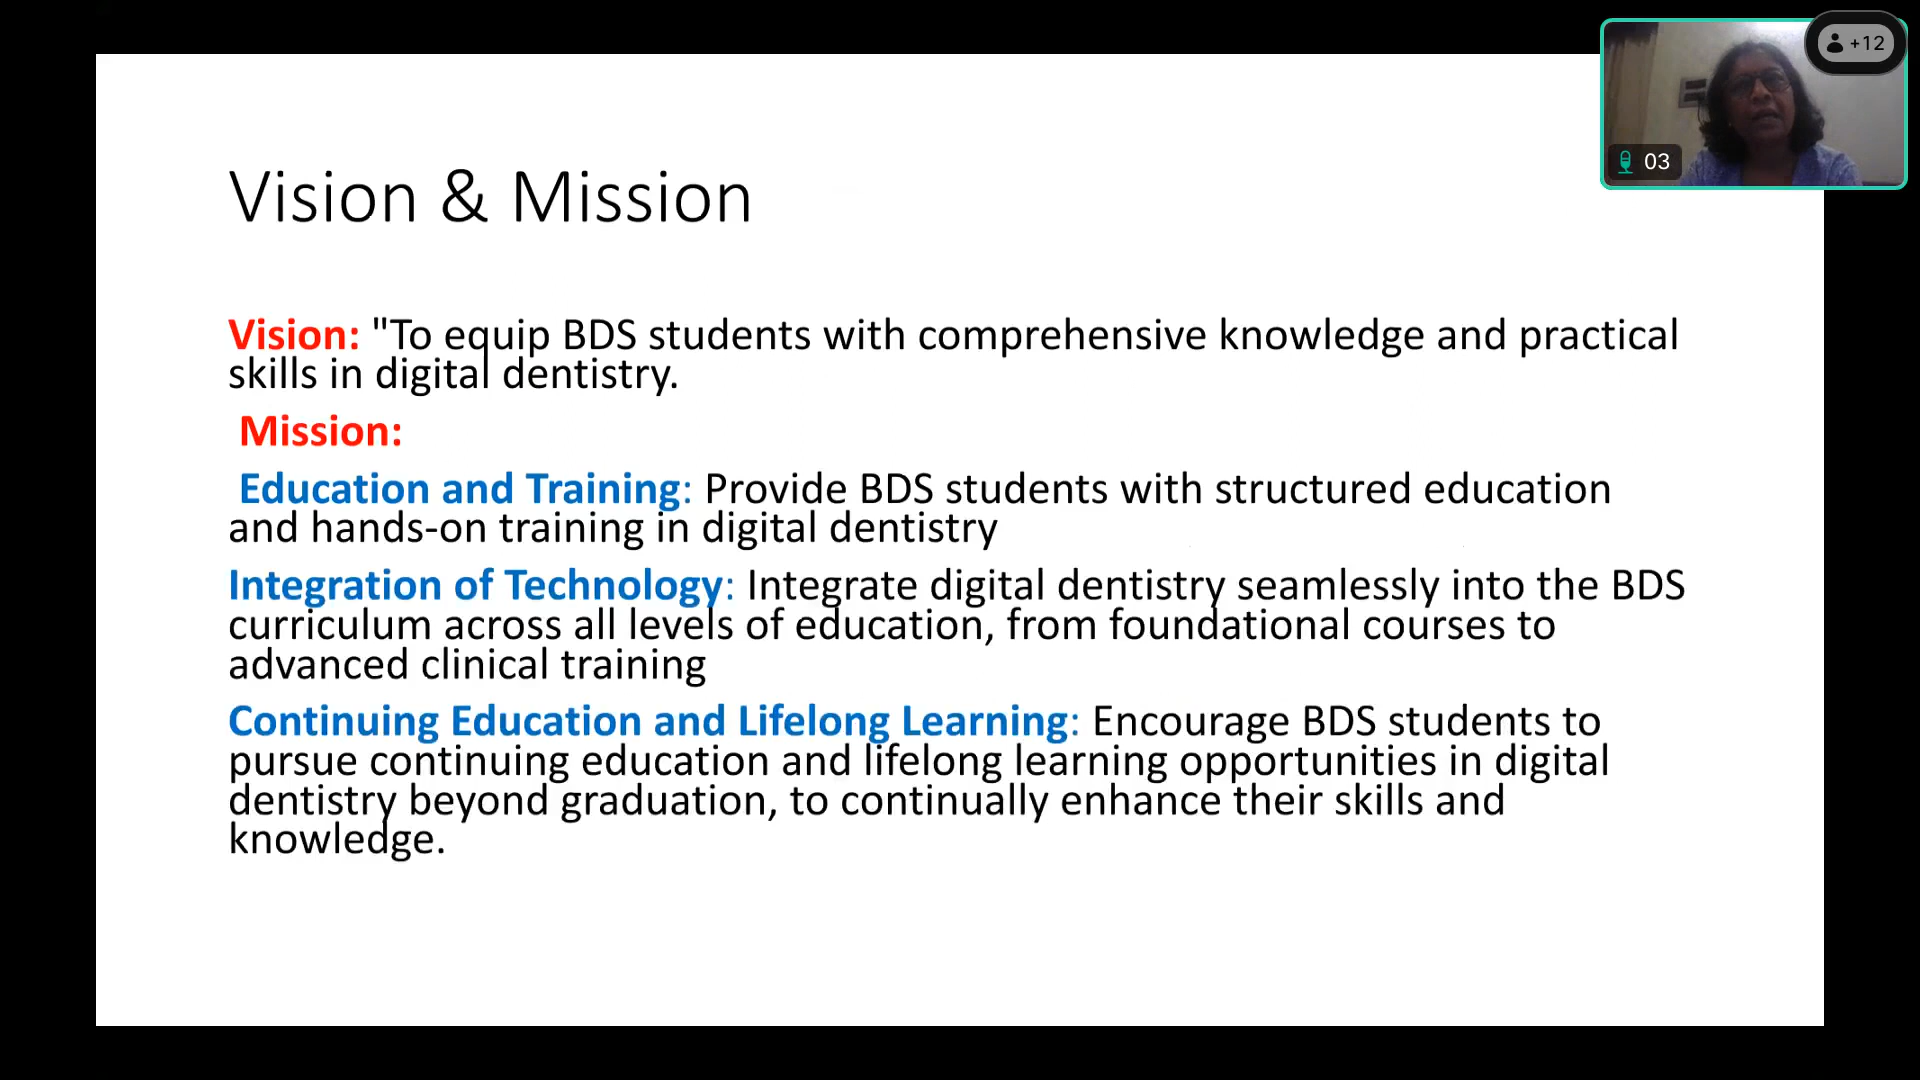 +12
03
Vision & Mission
Vision: "To equip BDS students with comprehensive knowledge and practical
skills in digital dentistry.
Mission:
Education and Training: Provide BDS students with structured education
and hands-on training in digital dentistry
Integration of Technology: Integrate digital dentistry seamlessly into the BDS
curriculum across all levels of education, from foundational courses to
advanced clinical training
Continuing Education and Lifelong Learning: Encourage BDS students to
pursue continuing education and lifelong learning opportunities in digital
dentistry beyond graduation, to continually enhance their skills and
knowledge.